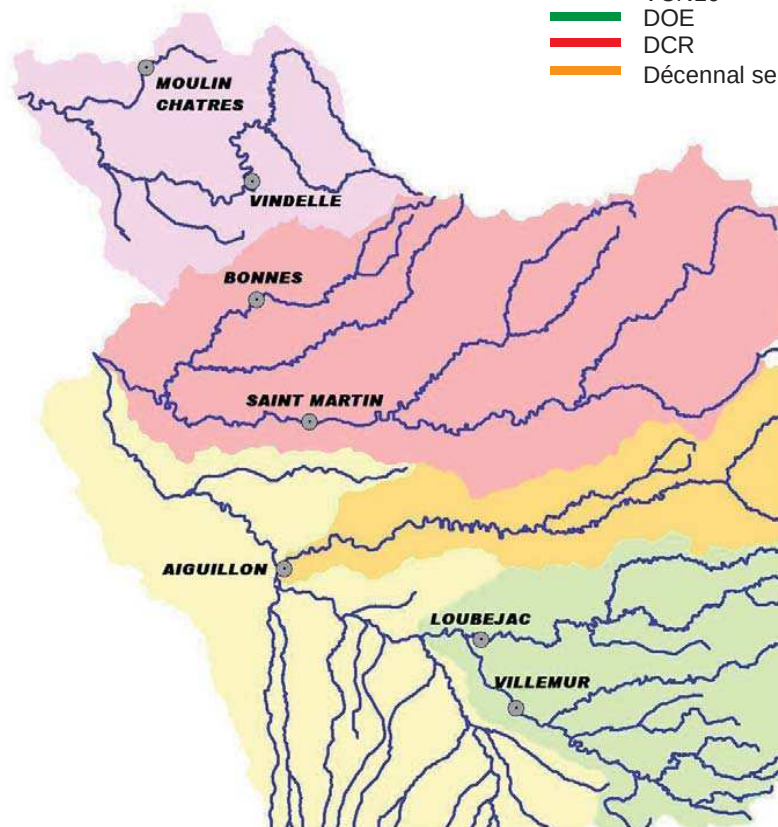 DOE
DCR
Décennal se
MOULIN
CHATRES
VINDELLE
BONNES
SAINT MARTIN
AIGUILLON
LOUBEJAC
VILLEMUR